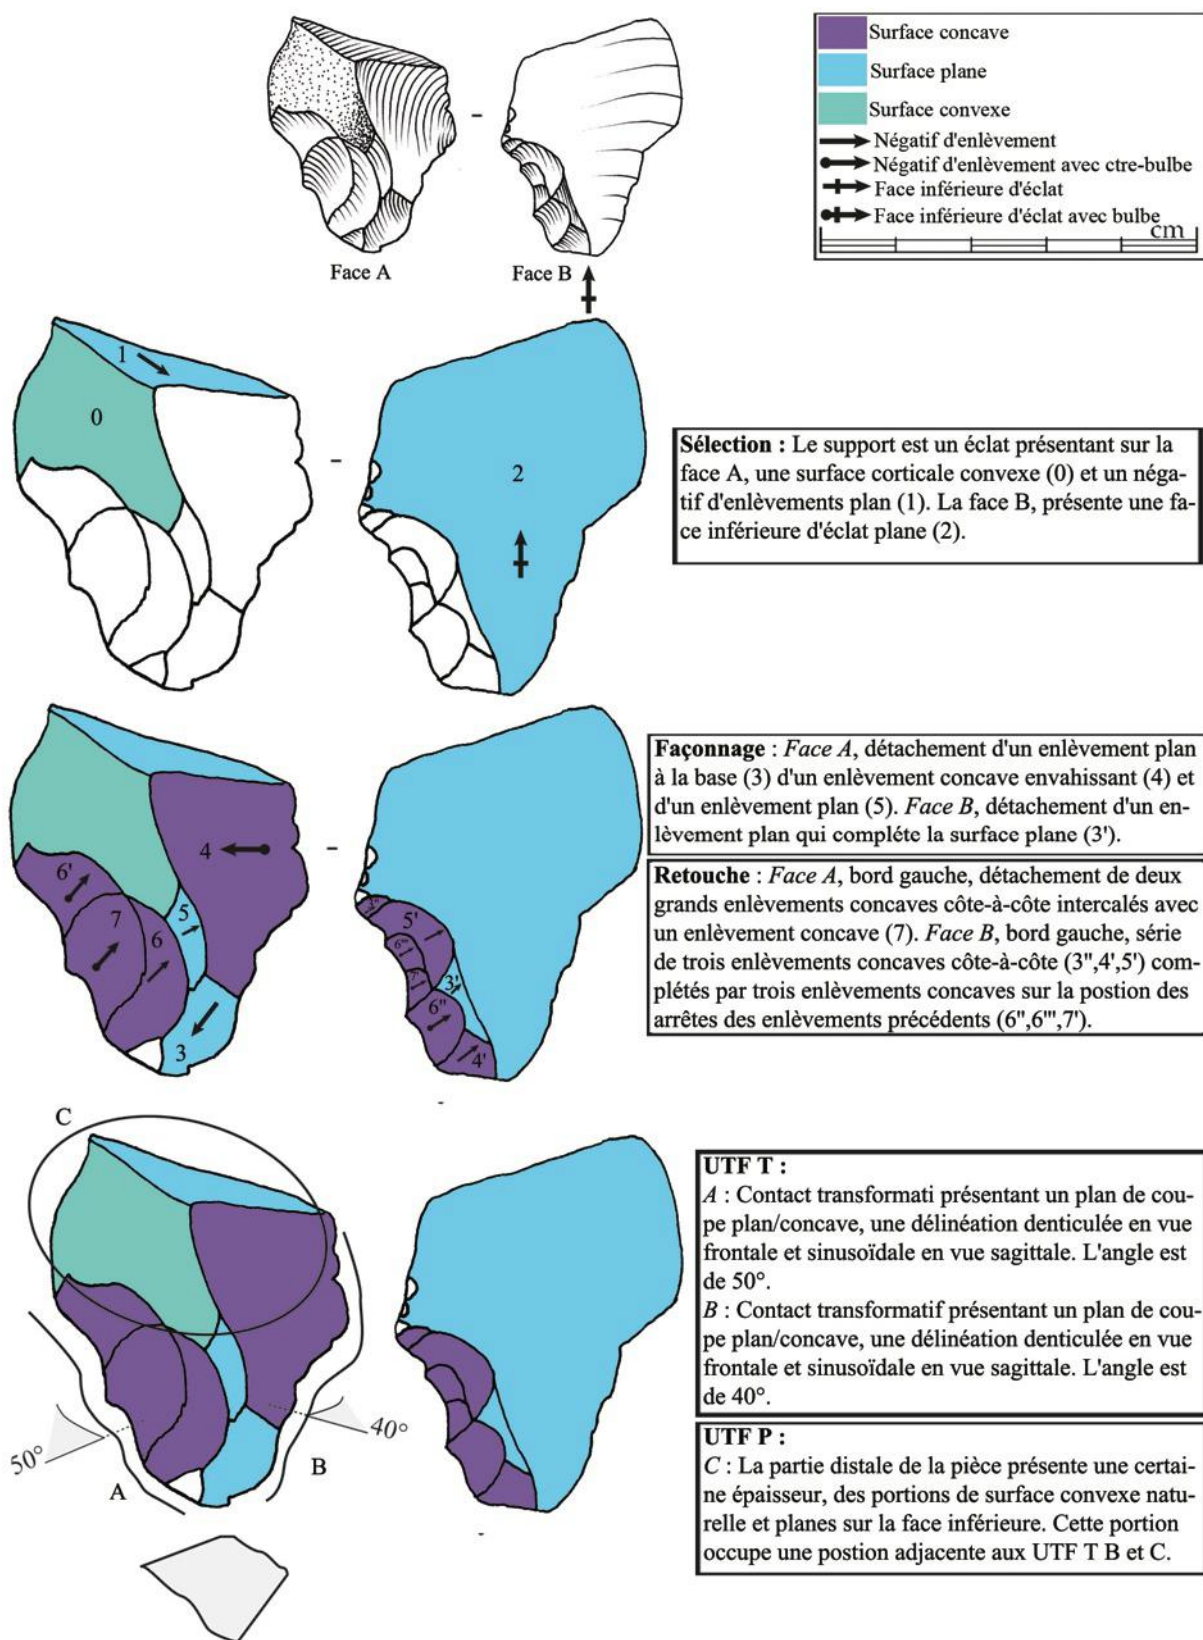 Surface concave
Surface plane
Surface convexe
Négatif d'enlèvement
Négatif d'enlèvement avec ctre-bulbe
Face inférieure d'éclat
Face inférieure d'éclat avec bulbe
cm
Face A
Face B
1
0
2
Sélection : Le support est un éclat présentant sur la
face A, une surface corticale convexe (0) et un néga-
tif d'enlèvements plan (1). La face B, présente une fa-
ce inférieure d'éclat plane (2).
4
6'
7
6
5
3
5'
6'''
7'
3'
6''
4'
Façonnage : Face A, détachement d'un enlèvement plan
à la base (3) d'un enlèvement concave envahissant (4) et
d'un enlèvement plan (5). Face B, détachement d'un en-
lèvement plan qui compléte la surface plane (3').
Retouche : Face A, bord gauche, détachement de deux
grands enlèvements concaves côte-à-côte intercalés avec
un enlèvement concave (7). Face B, bord gauche, série
de trois enlèvements concaves côte-à-côte (3'',4',5') com-
plétés par trois enlèvements concaves sur la postion des
arrêtes des enlèvements précédents (6'',6''',7').
C
50°
40°
A
B
UTF T :
A : Contact transformati présentant un plan de cou-
pe plan/concave, une délinéation denticulée en vue
frontale et sinusoïdale en vue sagittale. L'angle est
de 50°.
B : Contact transformatif présentant un plan de cou-
pe plan/concave, une délinéation denticulée en vue
frontale et sinusoïdale en vue sagittale. L'angle est
de 40°.
UTF P :
C : La partie distale de la pièce présente une certai-
ne épaisseur, des portions de surface convexe natu-
relle et planes sur la face inférieure. Cette portion
occupe une postion adjacente aux UTF T B et C.